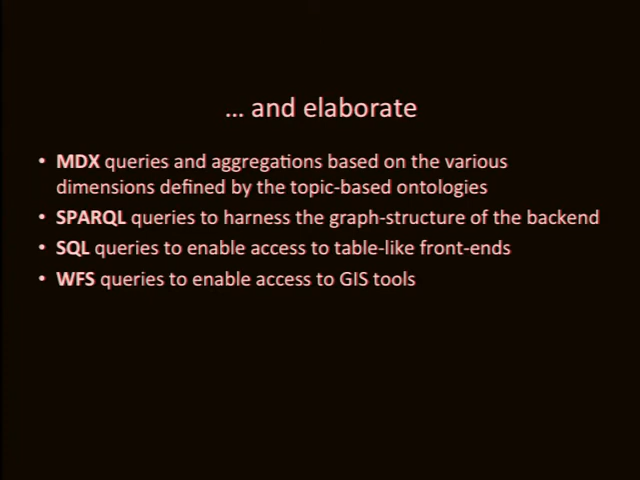 ... and elaborate
• MDX queries and aggregations based on the various
dimensions defined by the topic-based ontologies
• SPARQL queries to harness the graph-structure of the backend
• SQL queries to enable access to table-like front-ends
• WFS queries to enable access to GIS tools